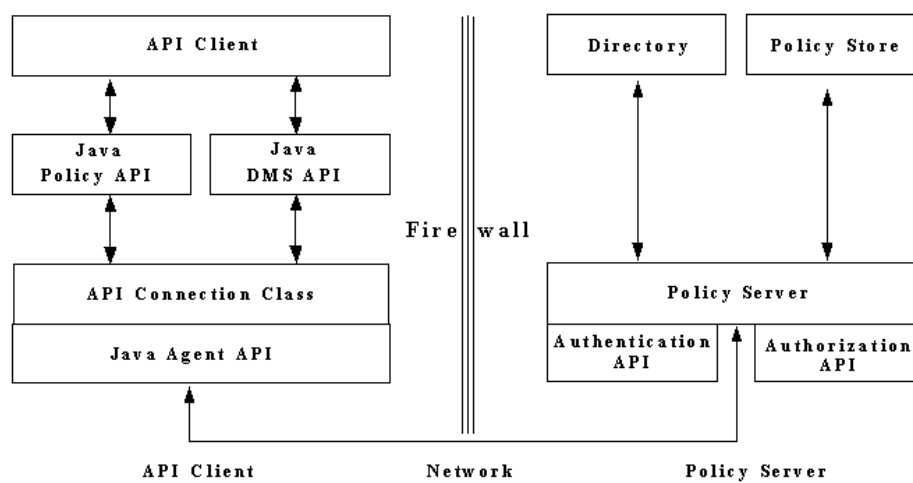 API Client
Directory
Policy Store
Java
Policy API
Java
DMS API
Fire wall
API Connection Class
Policy Server
Java Agent API
Authentication
API
Authorization
API
API Client
Network
Policy Server